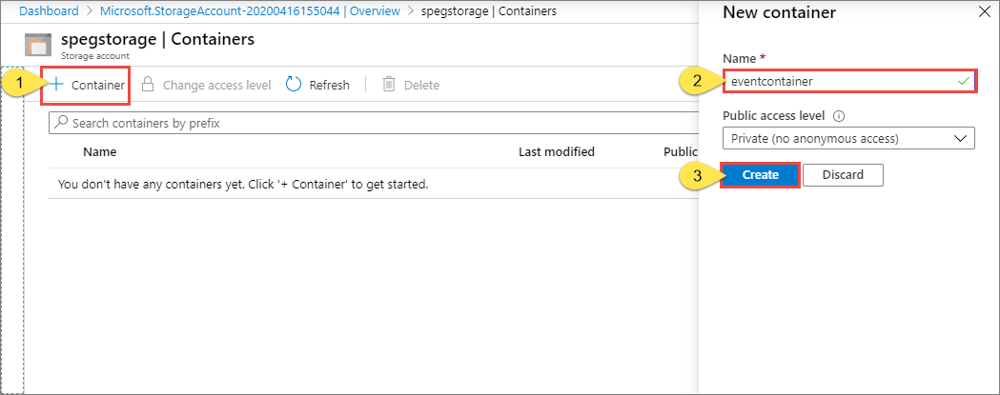 Dashboard > Microsoft.StorageAccount-20200416155044 | Overview > spegstorage | Containers
spegstorage | Containers
Storage account
1
+ Container
Change access level
Refresh
Delete
Search containers by prefix
Name Last modified Public
You don't have any containers yet. Click '+ Container' to get started.
New container
Name *
2
eventcontainer
Public access level
Private (no anonymous access)
3
Create
Discard